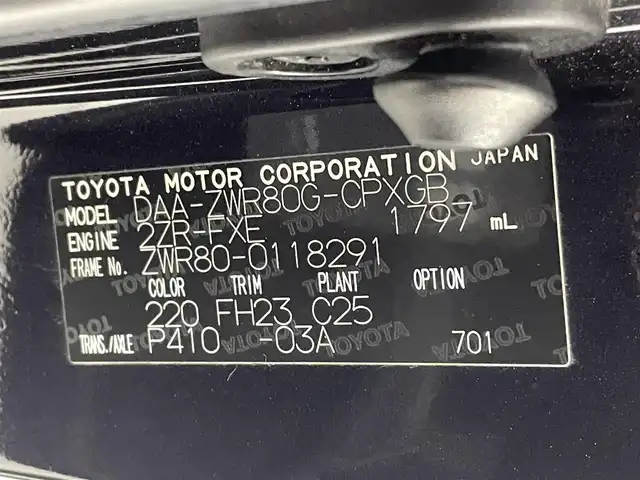 TOYOTA MOTOR CORPORATION JAPAN
MODEL DAA-ZWR80G-CPXGB
ENGINE 2ZR-FXE 1797 mL
FRAME No. ZWR80-0118291
COLOR TRIM PLANT OPTION
220 FH23 C25
TRANS./AXLE P410 -03A 701